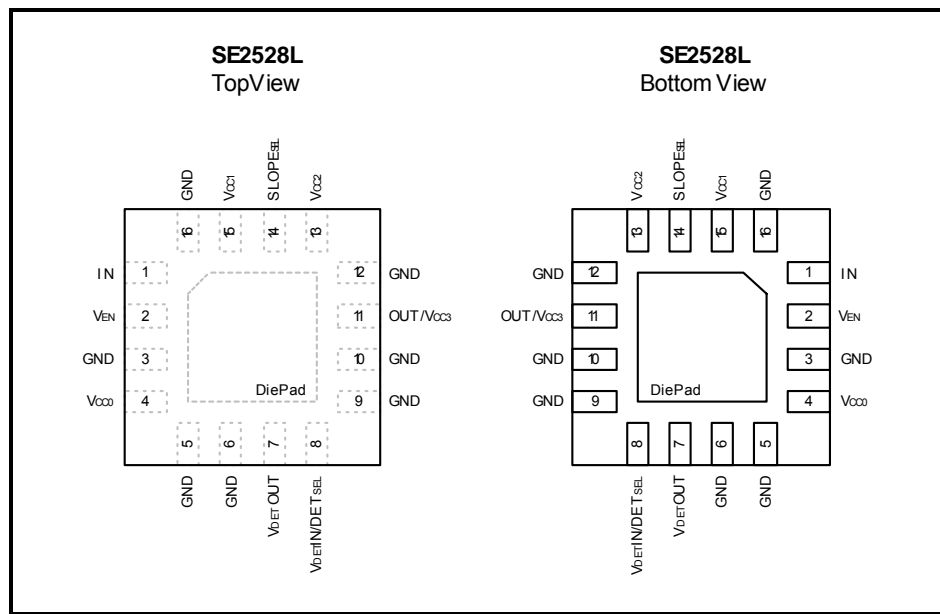 SE2528L
TopView
GND
VCC1
SLOPESEL
VCC2
16
15
14
13
IN 1
12 GND
VEN 2
11 OUT/VCC3
GND 3
10 GND
VCC0 4
9 GND
DiePad
5
6
7
8
GND
GND
VDETOUT
VDETIN/DETSEL
SE2528L
Bottom View
VCC2
SLOPESEL
VCC1
GND
13
14
15
16
GND 12
1 IN
OUT/VCC3 11
2 VEN
GND 10
3 GND
GND 9
4 VCC0
DiePad
8
7
6
5
VDETIN/DETSEL
VDETOUT
GND
GND